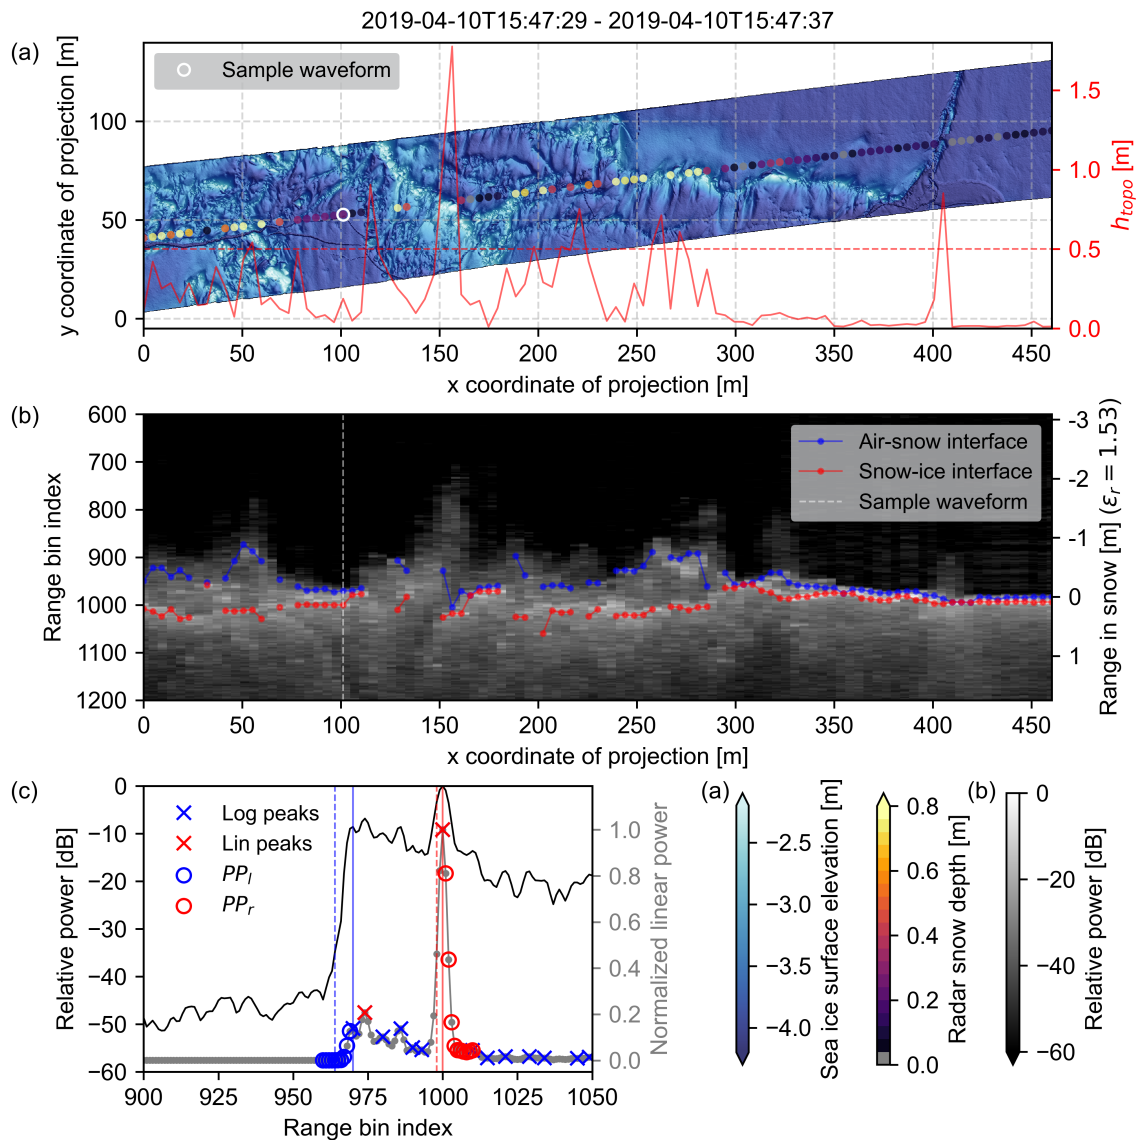 2019-04-10T15:47:29 - 2019-04-10T15:47:37
(a)
Sample waveform
y coordinate of projection [m]
100
50
0
1.5
1.0
0.5
0.0
h_topo [m]
0 50 100 150 200 250 300 350 400 450
x coordinate of projection [m]
(b)
Air-snow interface
Snow-ice interface
Sample waveform
Range bin index
600
700
800
900
1000
1100
1200
-3
-2
-1
0
1
Range in snow [m] (εr = 1.53)
0 50 100 150 200 250 300 350 400 450
x coordinate of projection [m]
(c)
Log peaks
Lin peaks
PP_l
PP_r
Relative power [dB]
0
−10
−20
−30
−40
−50
−60
1.0
0.8
0.6
0.4
0.2
0.0
Normalized linear power
900 925 950 975 1000 1025 1050
Range bin index
(a)
−2.5
−3.0
−3.5
−4.0
Sea ice surface elevation [m]
0.8
0.6
0.4
0.2
0.0
Radar snow depth [m]
(b)
0
−20
−40
−60
Relative power [dB]